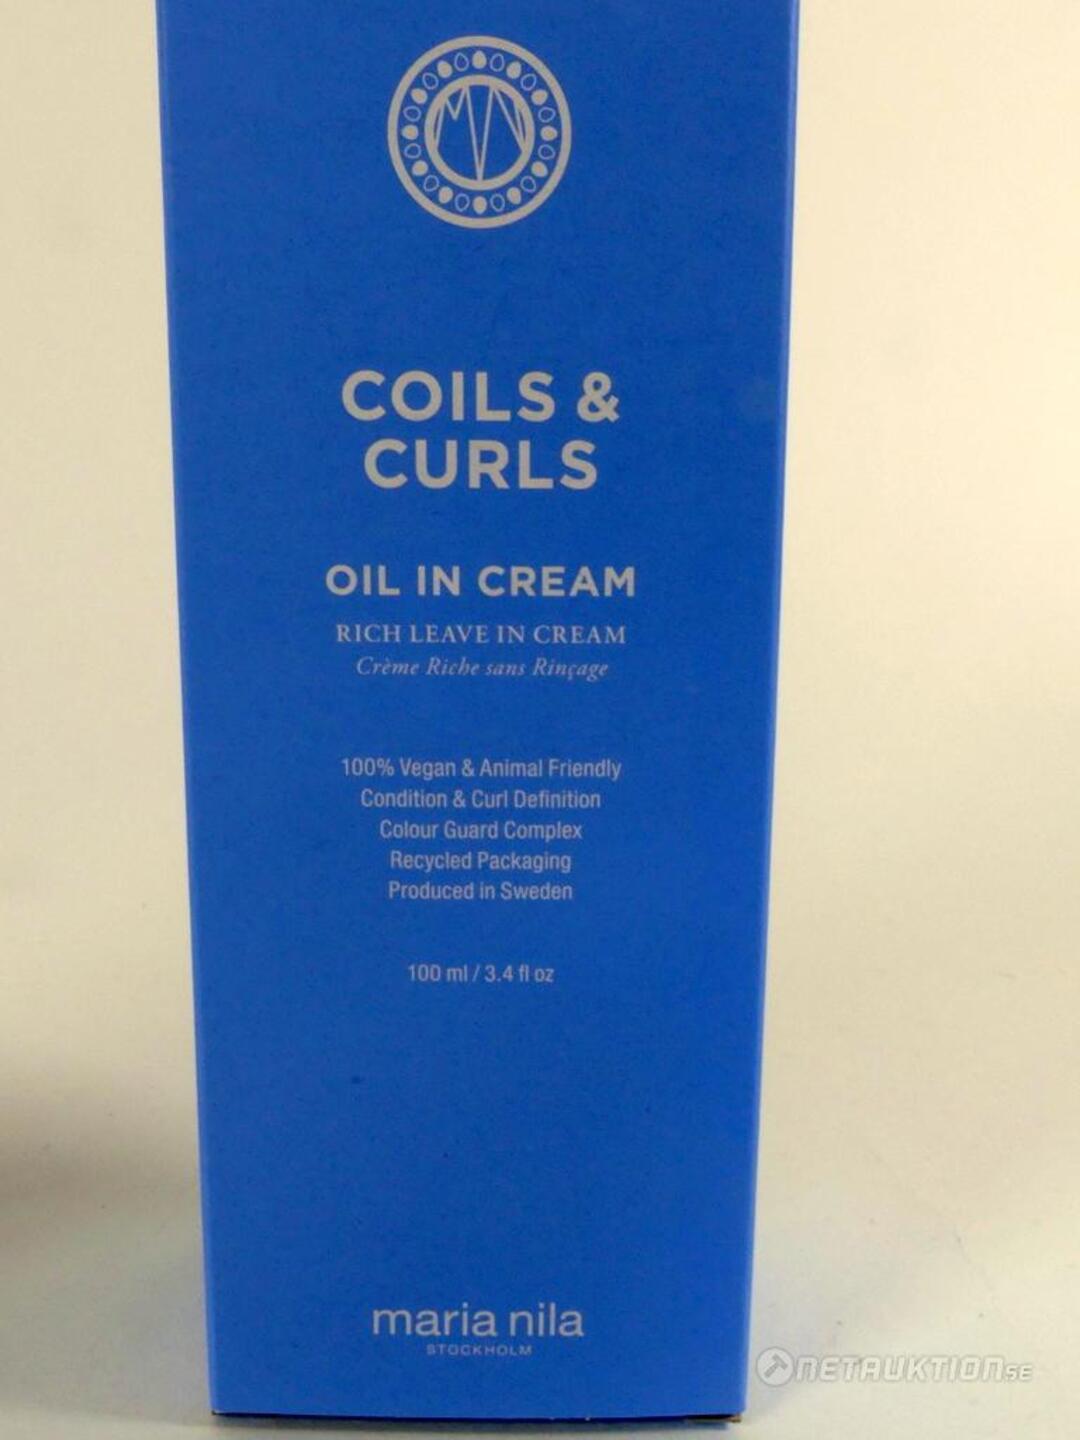 COILS &
CURLS
OIL IN CREAM
RICH LEAVE IN CREAM
Crème Riche sans Rinçage
100% Vegan & Animal Friendly
Condition & Curl Definition
Colour Guard Complex
Recycled Packaging
Produced in Sweden
100 ml / 3.4 fl oz
maria nila
STOCKHOLM
NETAUKTION.SE